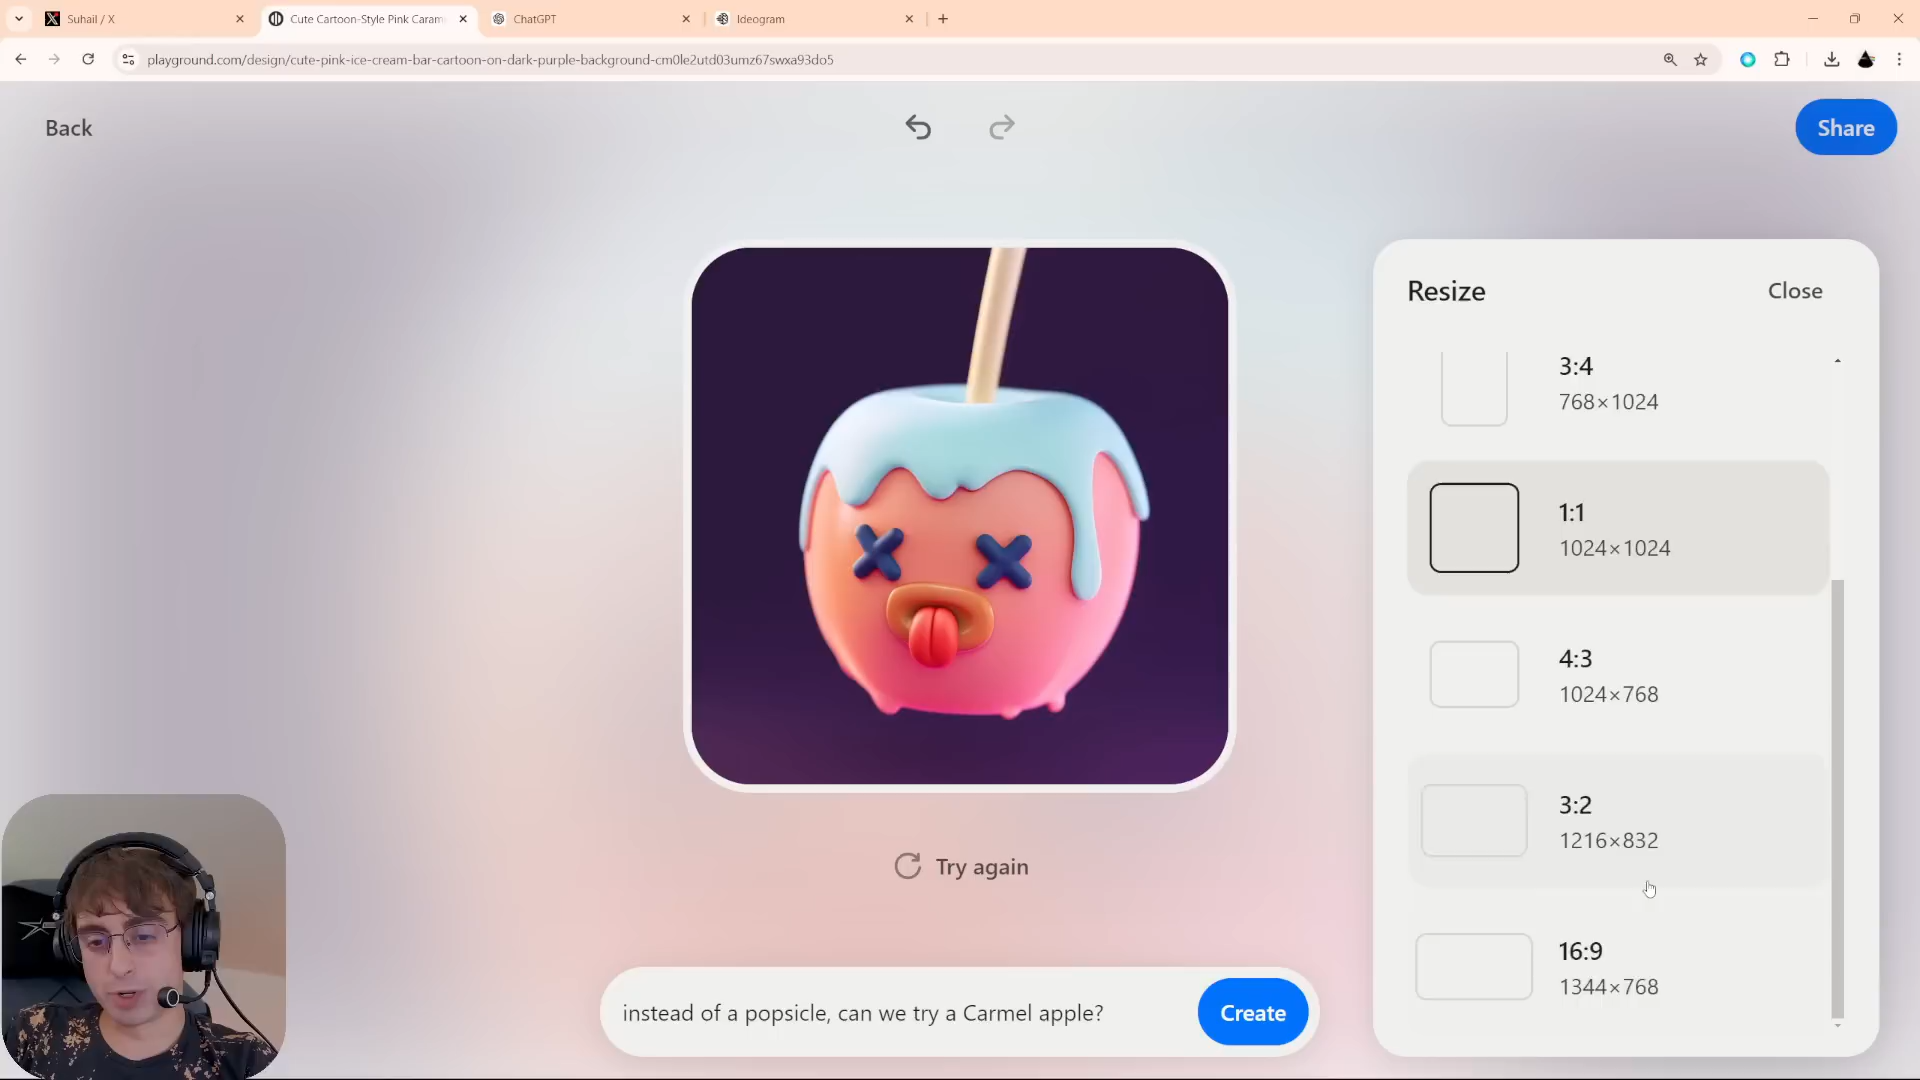 Suhail / X
Cute Cartoon-Style Pink Caram
ChatGPT
Ideogram
playground.com/design/cute-pink-ice-cream-bar-cartoon-on-dark-purple-background-cm0le2utd03umz67swxa93do5
Back
Share
Resize
Close
3:4
768×1024
1:1
1024×1024
4:3
1024×768
3:2
1216×832
16:9
1344×768
Try again
instead of a popsicle, can we try a Carmel apple?
Create